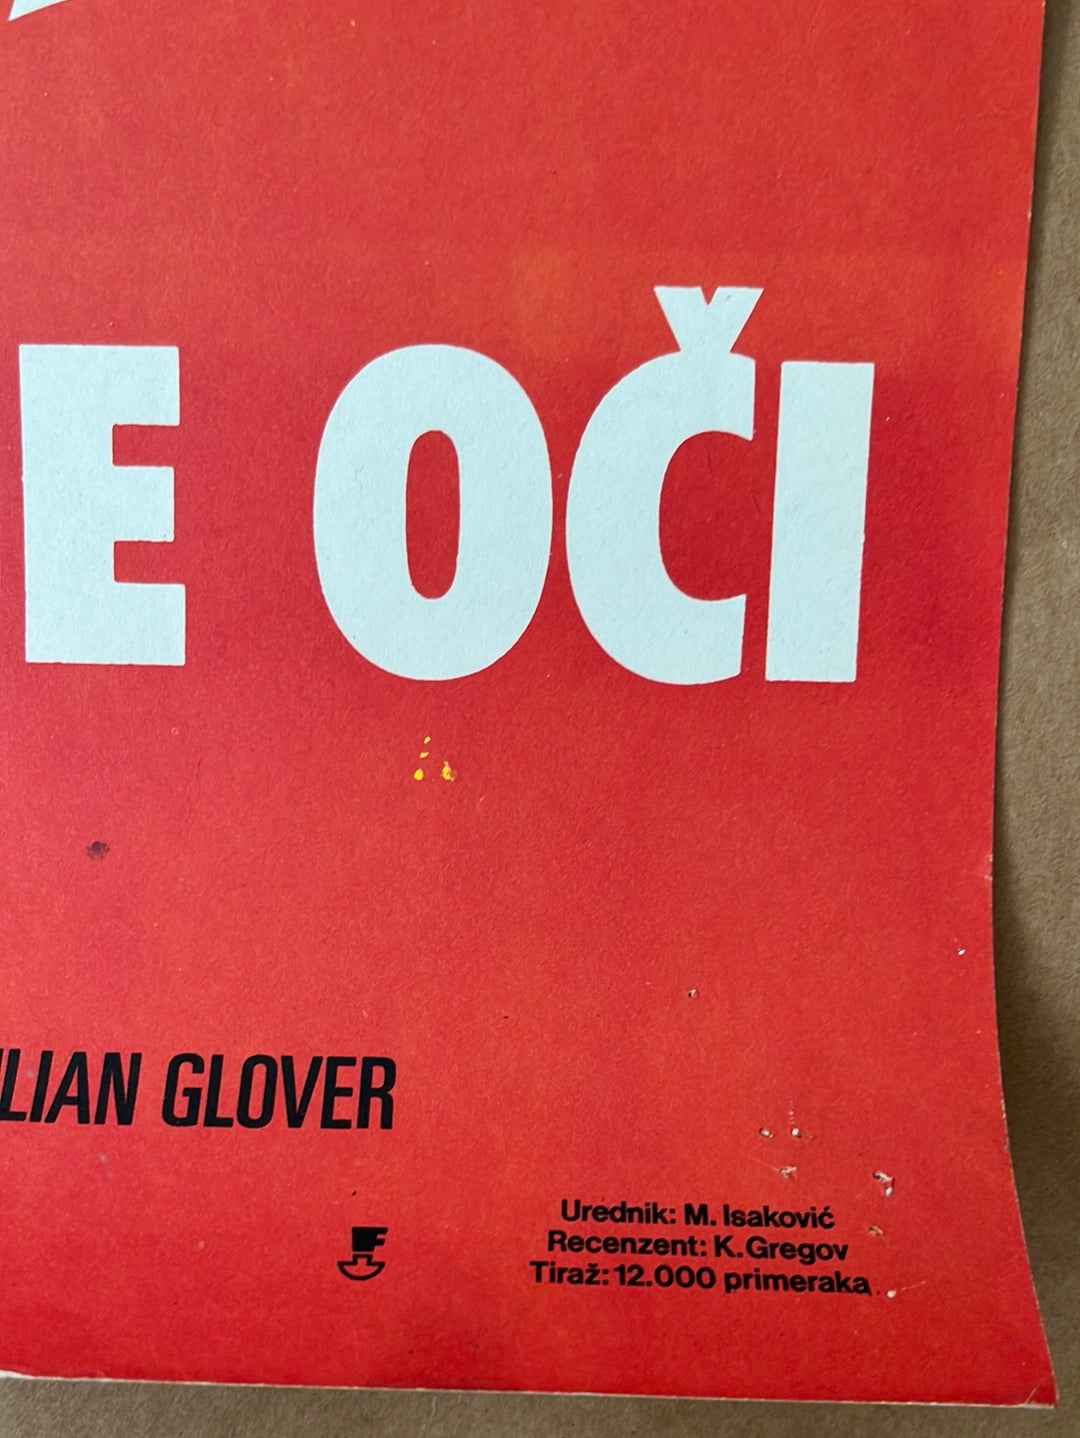 E OČI
LIAN GLOVER
F
Urednik: M. Isaković
Recenzent: K. Gregov
Tiraž: 12.000 primeraka